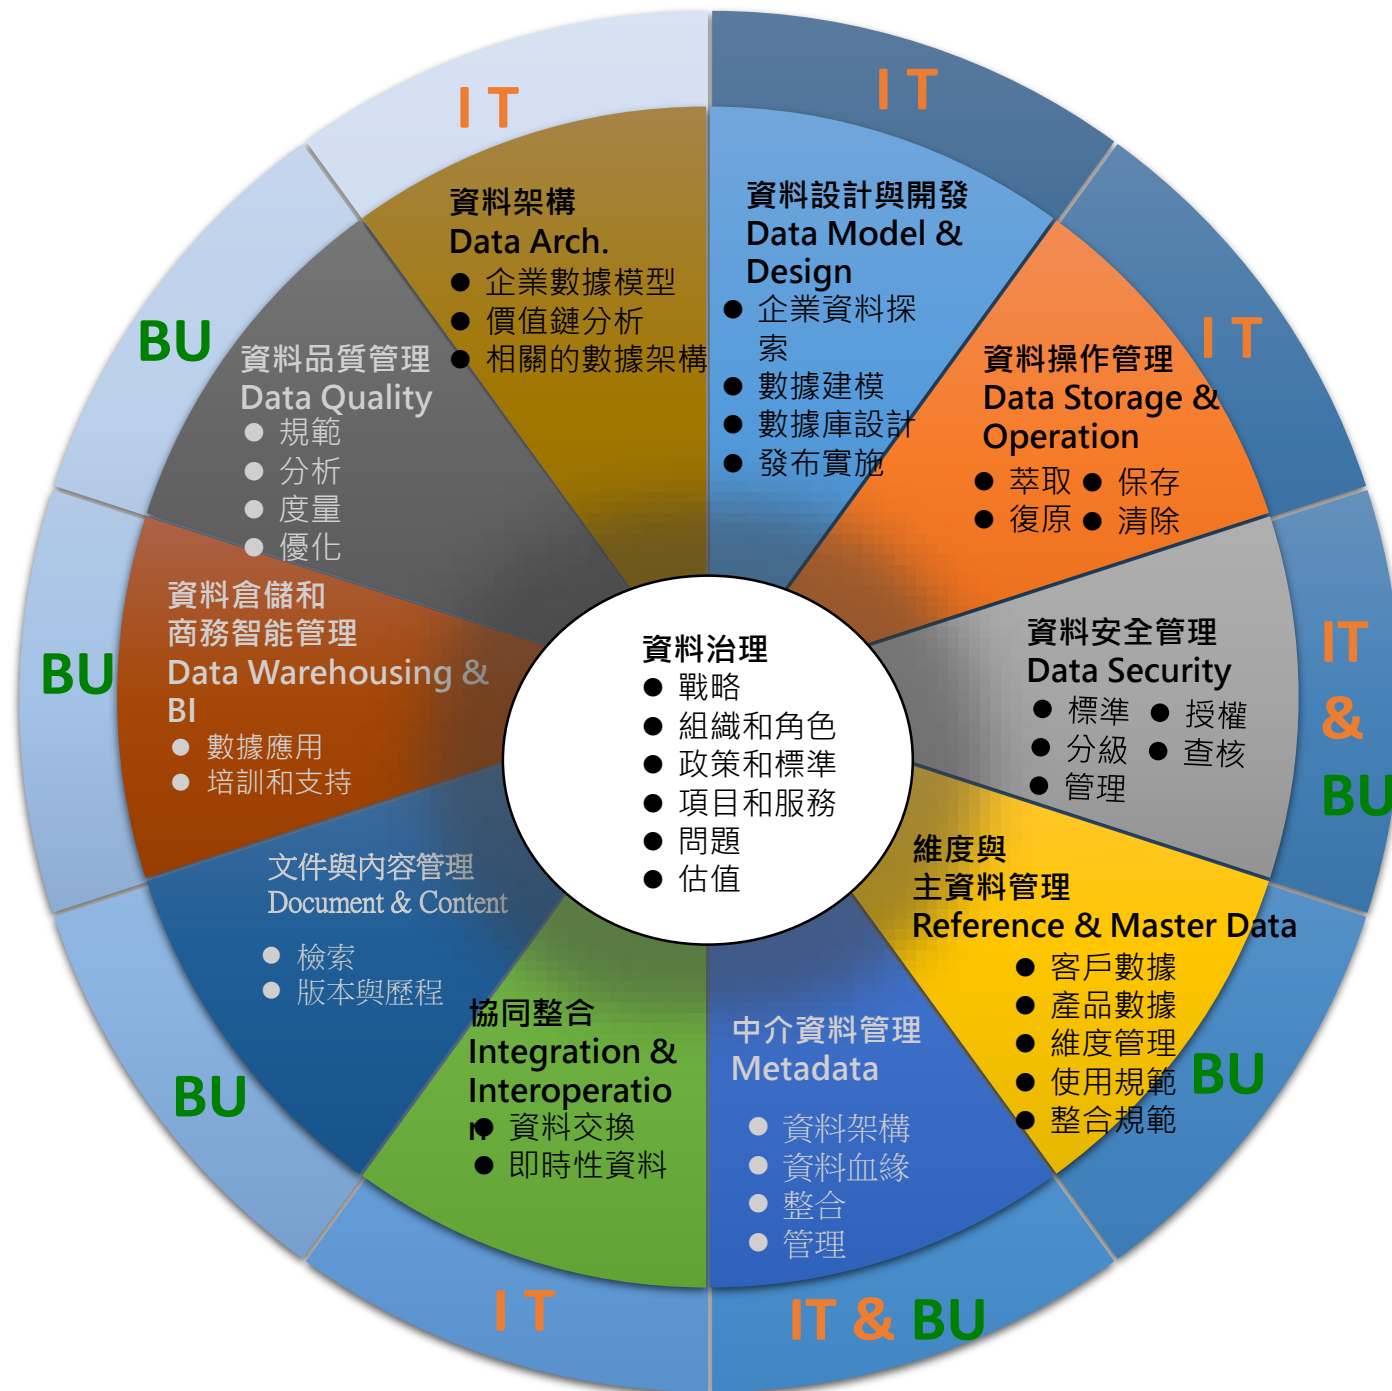 I T
資料架構
Data Arch.
● 企業數據模型
● 價值鏈分析
● 相關的數據架構
I T
資料設計與開發
Data Model &
Design
● 企業資料探
索
● 數據建模
● 數據庫設計
● 發布實施
I T
資料操作管理
Data Storage &
Operation
● 萃取 ● 保存
● 復原 ● 清除
IT
&
BU
資料安全管理
Data Security
● 標準 ● 授權
● 分級 ● 查核
● 管理
維度與
主資料管理
Reference & Master Data
● 客戶數據
● 產品數據
● 維度管理
● 使用規範
● 整合規範
BU
中介資料管理
Metadata
● 資料架構
● 資料血緣
● 整合
● 管理
IT & BU
協同整合
Integration &
Interoperatio
n
● 資料交換
● 即時性資料
I T
文件與內容管理
Document & Content
● 檢索
● 版本與歷程
BU
資料倉儲和
商務智能管理
Data Warehousing &
BI
● 數據應用
● 培訓和支持
BU
資料品質管理
Data Quality
● 規範
● 分析
● 度量
● 優化
BU
資料治理
● 戰略
● 組織和角色
● 政策和標準
● 項目和服務
● 問題
● 估值